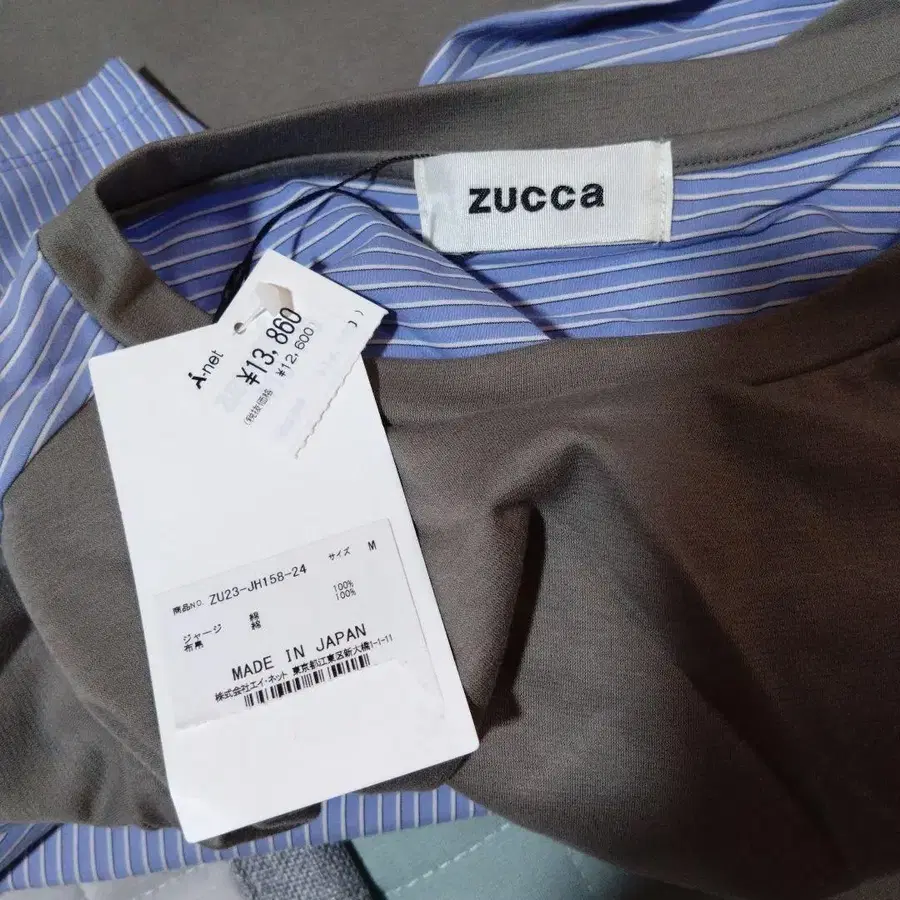 zucca
A-net
¥13,860
(税抜価格 ¥12,600)
サイズ M
商品NO. ZU23-JH158-24
ジャージ 綿 100%
布帛 綿 100%
MADE IN JAPAN
株式会社エイ・ネット 東京都江東区新大橋1-1-11